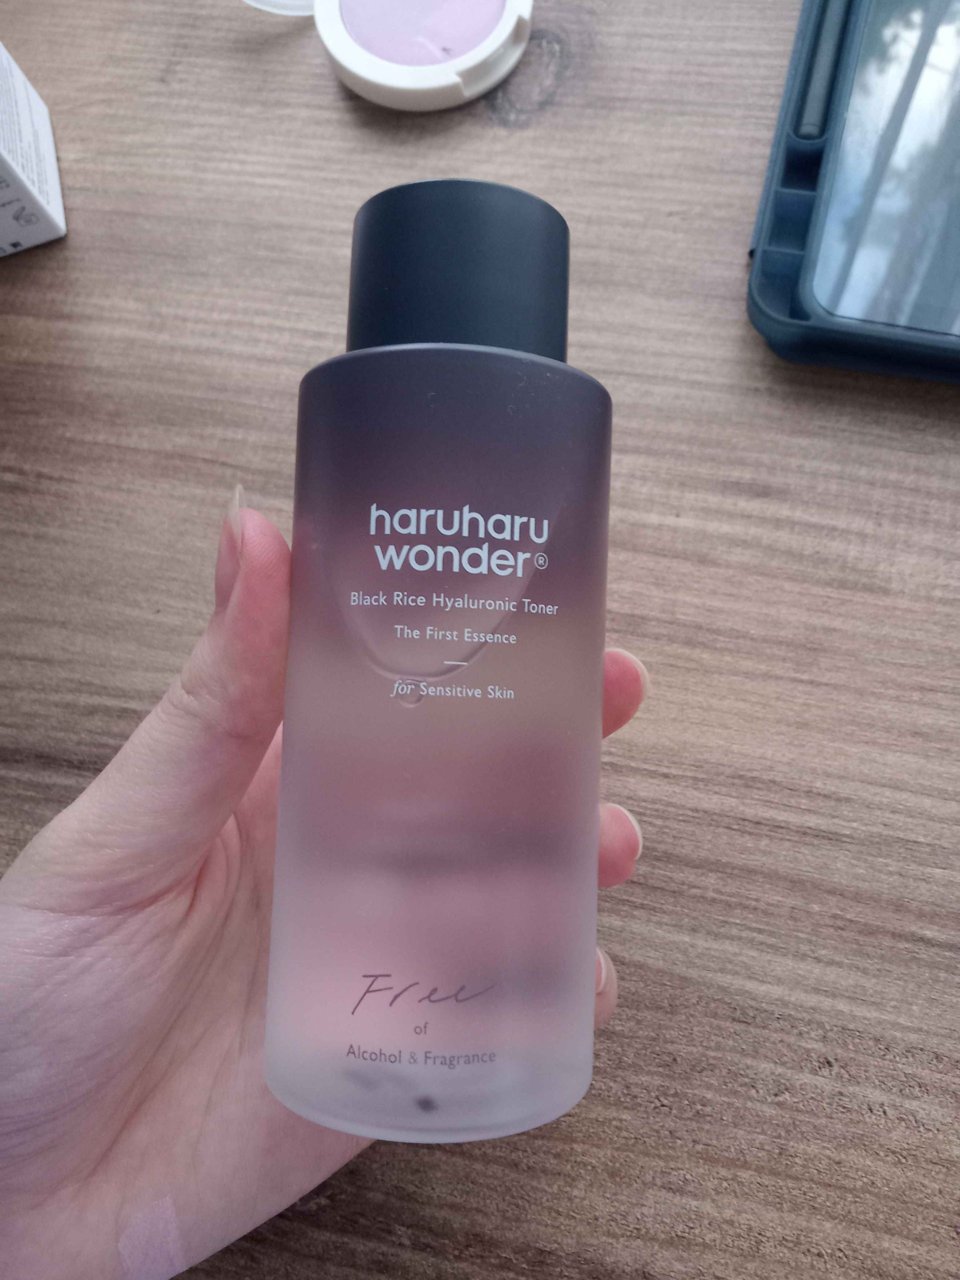 haruharu
wonder®
Black Rice Hyaluronic Toner
The First Essence
for Sensitive Skin
Free
of
Alcohol & Fragrance